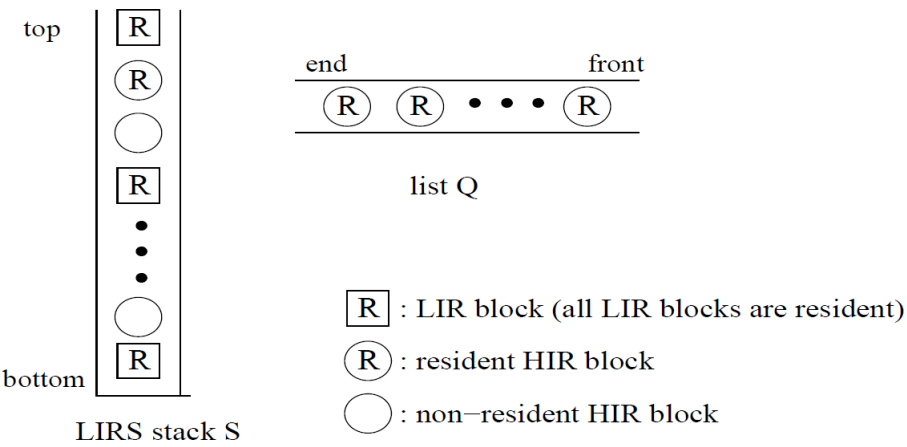 top
R
R
R
R
bottom
LIRS stack S
end front
R R R
list Q
R : LIR block (all LIR blocks are resident)
R : resident HIR block
: non−resident HIR block